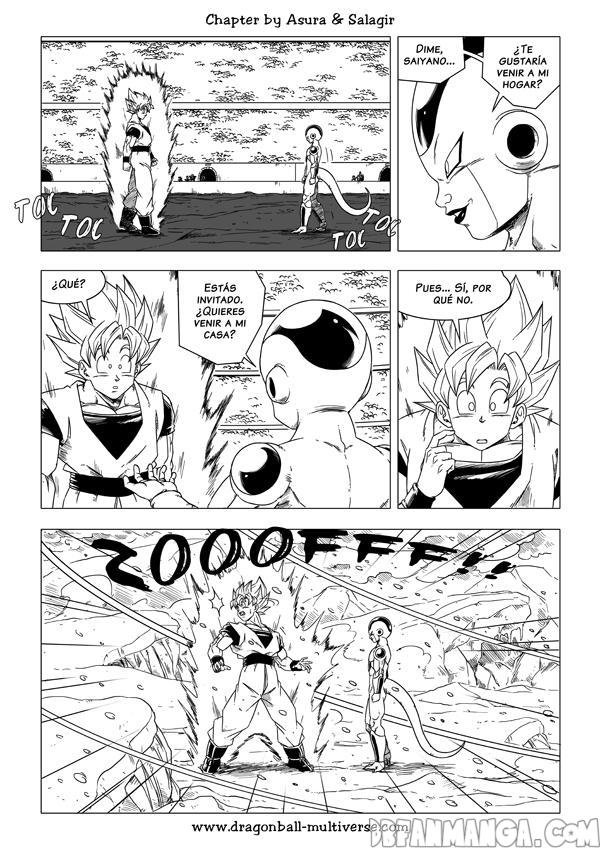 Chapter by Asura & Salagir
DIME,
SAIYANO...
¿TE
GUSTARÍA
VENIR A MI
HOGAR?
TOC
TOC
TOC
TOC
¿QUÉ?
ESTÁS
INVITADO.
¿QUIERES
VENIR A MI
CASA?
PUES... SÍ, POR
QUÉ NO.
ZOOOFFF!!
www.dragonball-multiverse.com
DBFANMANGA.COM